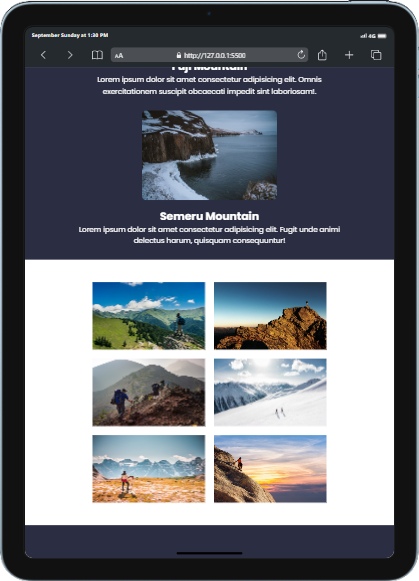 September Sunday at 1:30 PM
4G
AA
http://127.0.0.1:5500
Fuji Mountain
Lorem ipsum dolor sit amet consectetur adipisicing elit. Omnis
exercitationem suscipit obcaecati impedit sint laboriosam!.
Semeru Mountain
Lorem ipsum dolor sit amet consectetur adipisicing elit. Fugit unde animi
delectus harum, quisquam consequuntur!